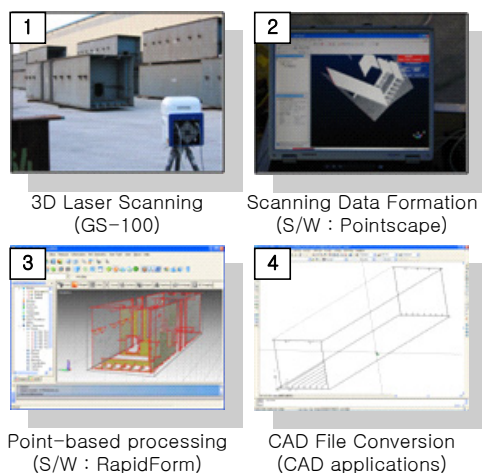 1
2
3D Laser Scanning
(GS-100)
Scanning Data Formation
(S/W : Pointscape)
3
4
Point-based processing
(S/W : RapidForm)
CAD File Conversion
(CAD applications)